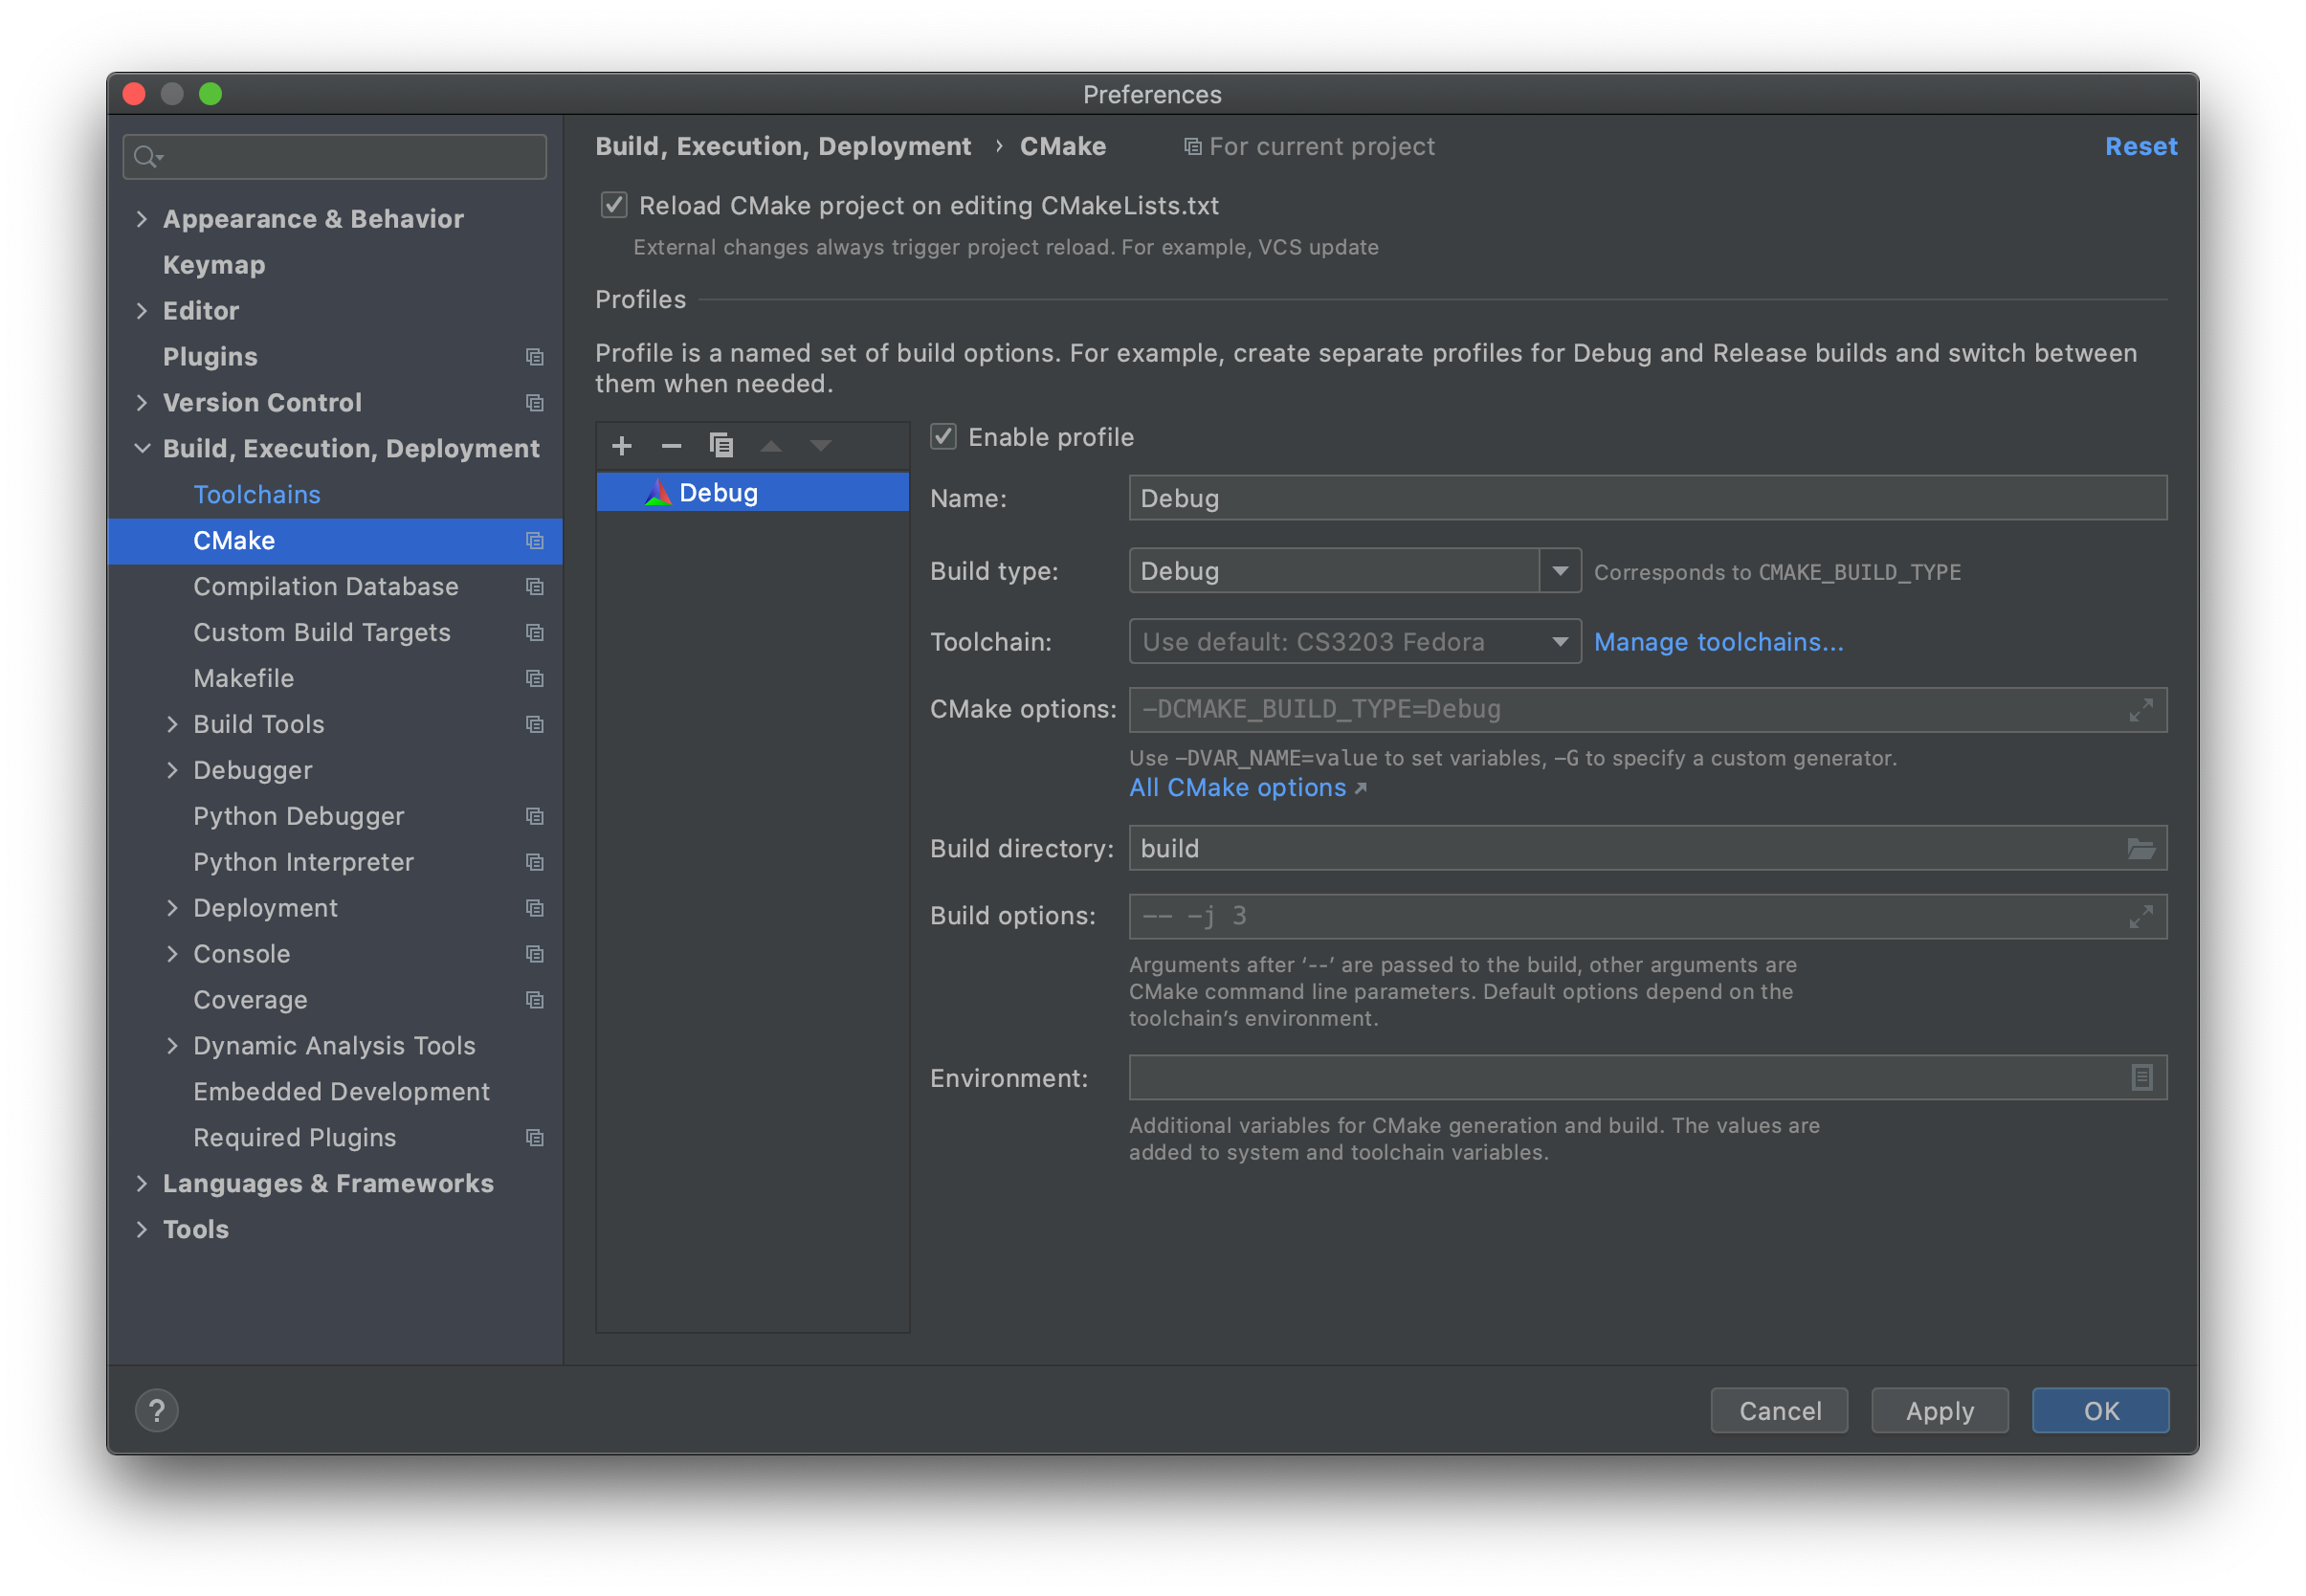 Preferences
Appearance & Behavior
Keymap
Editor
Plugins
Version Control
Build, Execution, Deployment
Toolchains
CMake
Compilation Database
Custom Build Targets
Makefile
Build Tools
Debugger
Python Debugger
Python Interpreter
Deployment
Console
Coverage
Dynamic Analysis Tools
Embedded Development
Required Plugins
Languages & Frameworks
Tools
Build, Execution, Deployment › CMake For current project Reset
Reload CMake project on editing CMakeLists.txt
External changes always trigger project reload. For example, VCS update
Profiles
Profile is a named set of build options. For example, create separate profiles for Debug and Release builds and switch between
them when needed.
Debug
Enable profile
Name: Debug
Build type: Debug Corresponds to CMAKE_BUILD_TYPE
Toolchain: Use default: CS3203 Fedora Manage toolchains...
CMake options: -DCMAKE_BUILD_TYPE=Debug
Use -DVAR_NAME=value to set variables, -G to specify a custom generator.
All CMake options ↗
Build directory: build
Build options: -- -j 3
Arguments after ‘--’ are passed to the build, other arguments are
CMake command line parameters. Default options depend on the
toolchain’s environment.
Environment:
Additional variables for CMake generation and build. The values are
added to system and toolchain variables.
? Cancel Apply OK